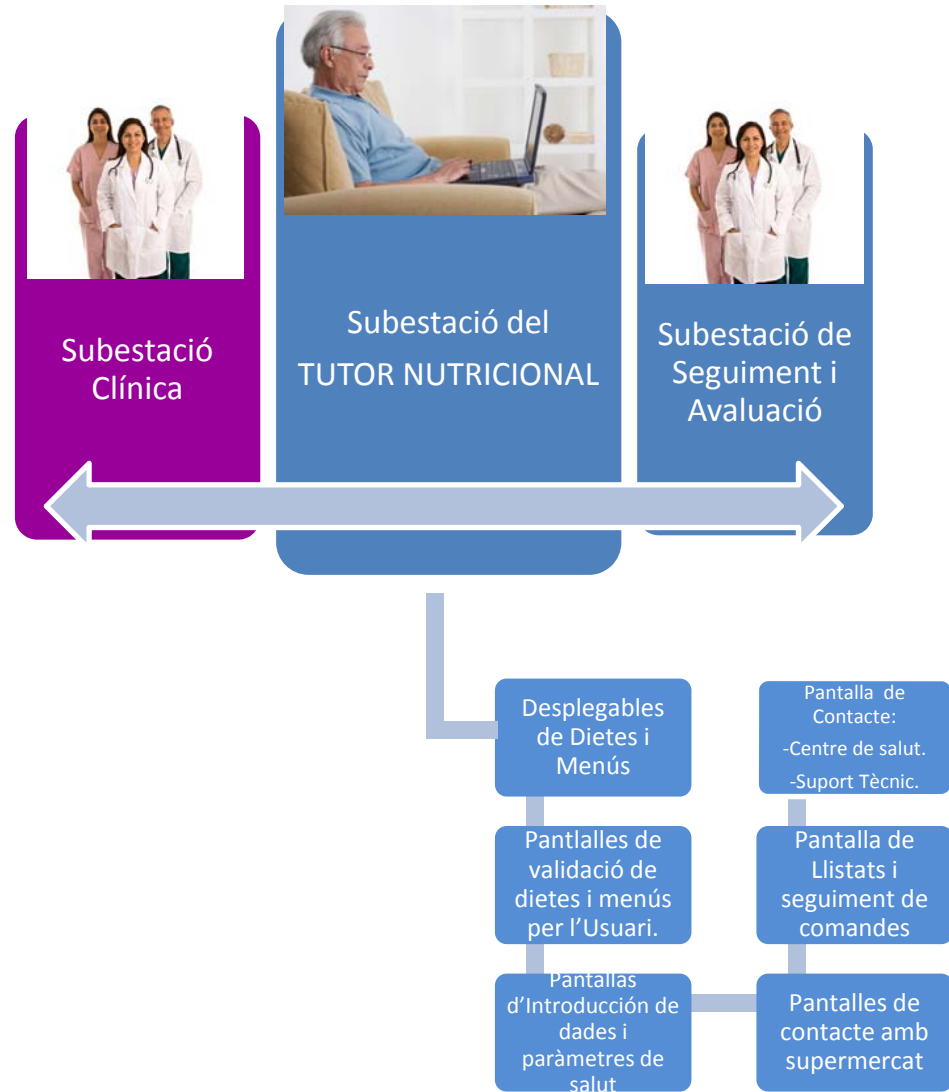 Subestació
Clínica
Subestació del
TUTOR NUTRICIONAL
Subestació de
Seguiment i
Avaluació
Desplegables
de Dietes i
Menús
Pantlalles de
validació de
dietes i menús
per l’Usuari.
Pantallas
d’Introducción de
dades i
paràmetres de
salut
Pantalles de
contacte amb
supermercat
Pantalla de
Llistats i
seguiment de
comandes
Pantalla de
Contacte:
-Centre de salut.
-Suport Tècnic.